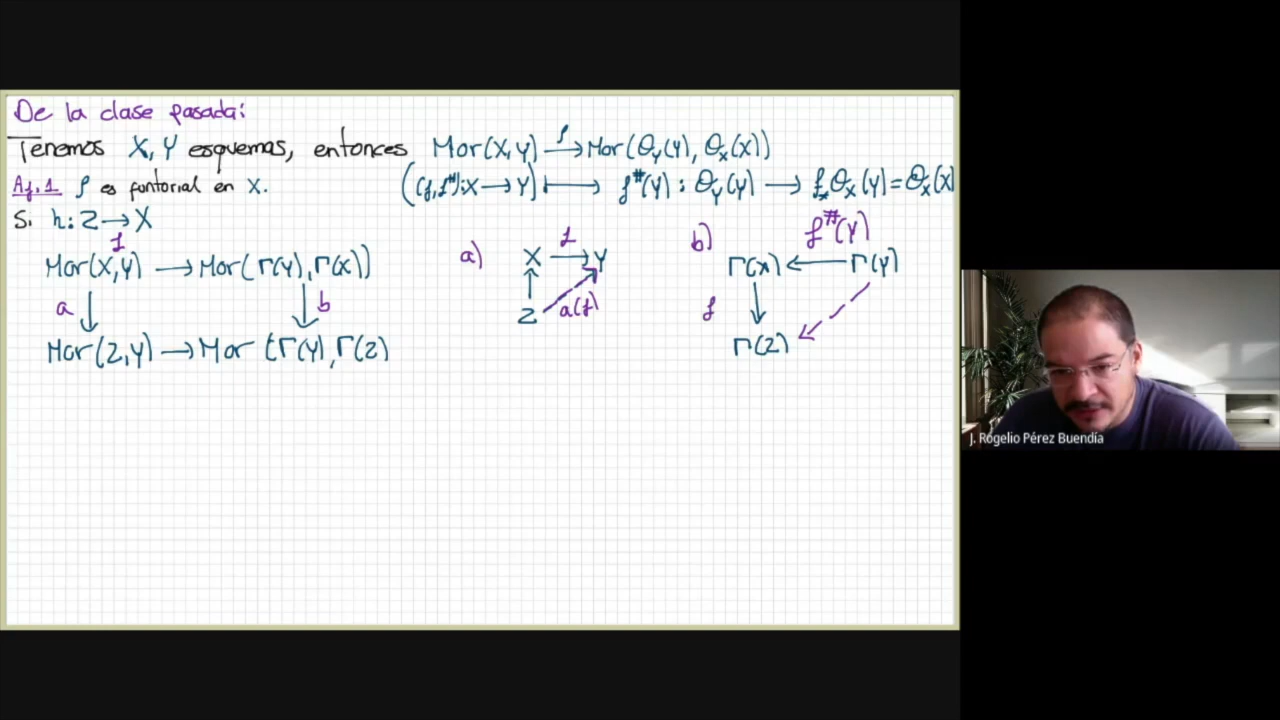 De la clase pasada:
Tenemos X, Y esquemas, entonces Mor(X,Y) —ρ→ Mor(O_Y(Y), O_X(X))
Af. 1 ρ es funtorial en X. ((f,f^#): X → Y) ⟼ f^#(Y) : O_Y(Y) → f_*O_X(Y) = O_X(X)
Si h: Z → X
f
Mor(X,Y) → Mor(Γ(Y), Γ(X))
a ↓ ↓ b
Mor(Z,Y) → Mor (Γ(Y), Γ(Z)
a) X —f→ Y
Z a(f)
b) f^#(Y)
Γ(X) ← Γ(Y)
f ↓
Γ(Z)
J. Rogelio Pérez Buendía